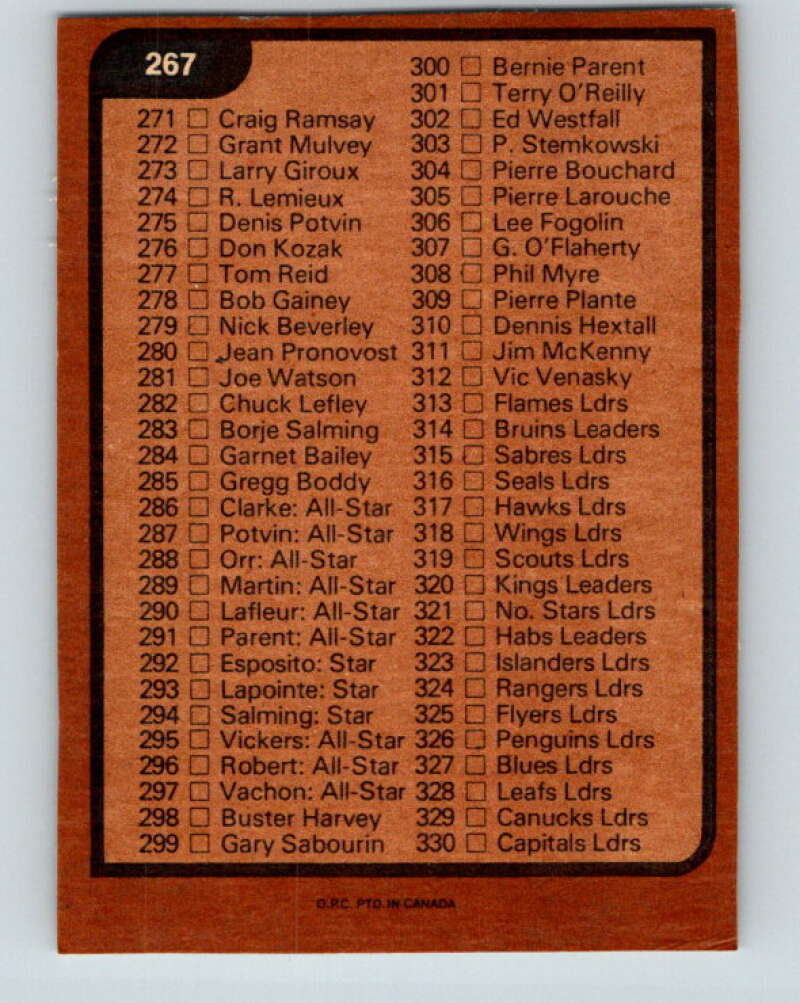 267
271 Craig Ramsay
272 Grant Mulvey
273 Larry Giroux
274 R. Lemieux
275 Denis Potvin
276 Don Kozak
277 Tom Reid
278 Bob Gainey
279 Nick Beverley
280 Jean Pronovost
281 Joe Watson
282 Chuck Lefley
283 Borje Salming
284 Garnet Bailey
285 Gregg Boddy
286 Clarke: All-Star
287 Potvin: All-Star
288 Orr: All-Star
289 Martin: All-Star
290 Lafleur: All-Star
291 Parent: All-Star
292 Esposito: Star
293 Lapointe: Star
294 Salming: Star
295 Vickers: All-Star
296 Robert: All-Star
297 Vachon: All-Star
298 Buster Harvey
299 Gary Sabourin
300 Bernie Parent
301 Terry O'Reilly
302 Ed Westfall
303 P. Stemkowski
304 Pierre Bouchard
305 Pierre Larouche
306 Lee Fogolin
307 G. O'Flaherty
308 Phil Myre
309 Pierre Plante
310 Dennis Hextall
311 Jim McKenny
312 Vic Venasky
313 Flames Ldrs
314 Bruins Leaders
315 Sabres Ldrs
316 Seals Ldrs
317 Hawks Ldrs
318 Wings Ldrs
319 Scouts Ldrs
320 Kings Leaders
321 No. Stars Ldrs
322 Habs Leaders
323 Islanders Ldrs
324 Rangers Ldrs
325 Flyers Ldrs
326 Penguins Ldrs
327 Blues Ldrs
328 Leafs Ldrs
329 Canucks Ldrs
330 Capitals Ldrs
O.P.C. PTD. IN CANADA